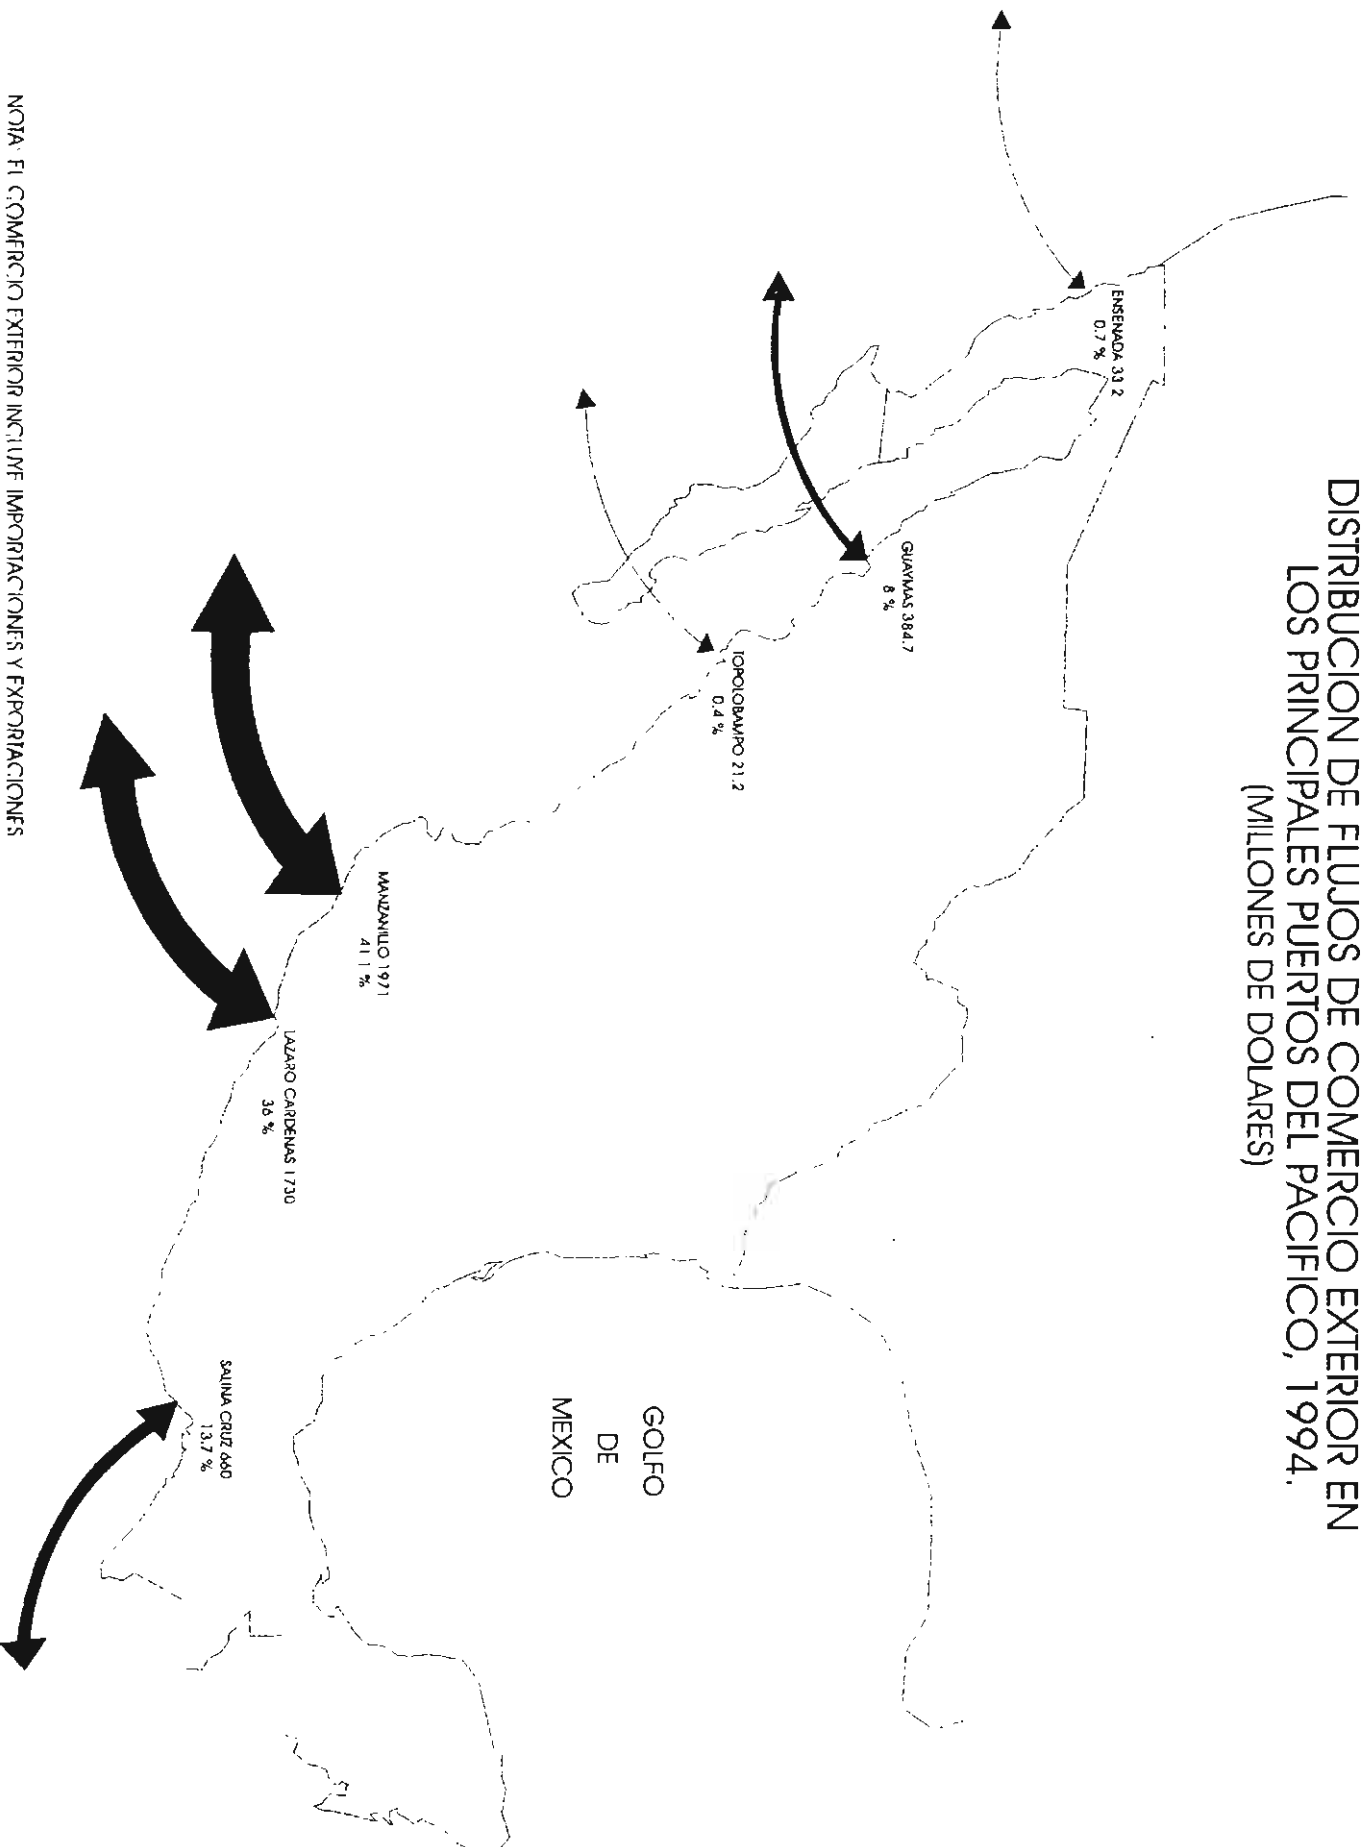 DISTRIBUCION DE FLUJOS DE COMERCIO EXTERIOR EN
LOS PRINCIPALES PUERTOS DEL PACIFICO, 1994.
(MILLONES DE DOLARES)
ENSENADA 33 2
0.7 %
GUAYMAS 384.7
8 %
TOPOLOBAMPO 21.2
0.4 %
MANZANILLO 1971
41 1 %
LAZARO CARDENAS 1730
36 %
SALINA CRUZ 660
13.7 %
GOLFO
DE
MEXICO
NOTA: EL COMERCIO EXTERIOR INCLUYE IMPORTACIONES Y EXPORTACIONES